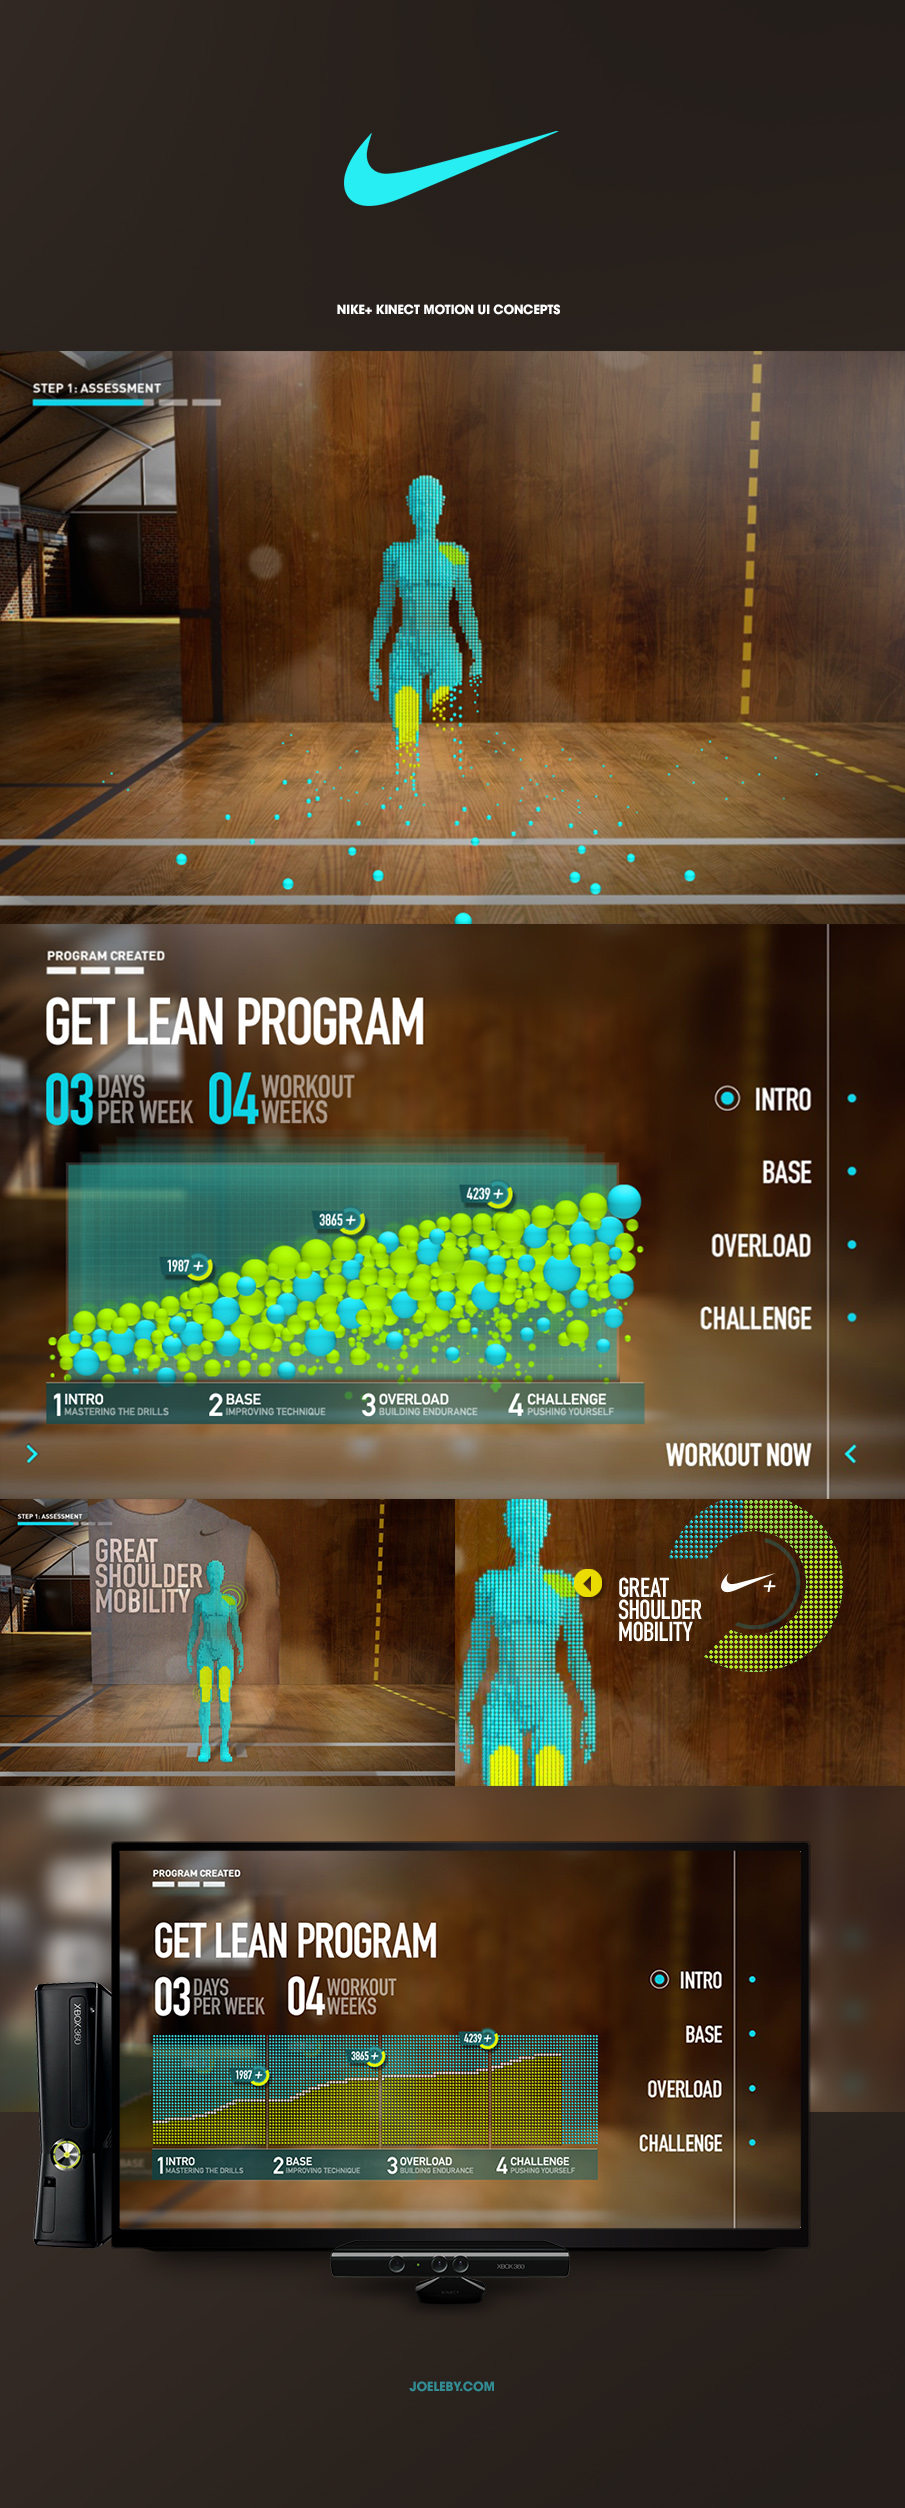 NIKE+ KINECT MOTION UI CONCEPTS
STEP 1: ASSESSMENT
PROGRAM CREATED
GET LEAN PROGRAM
03 DAYS PER WEEK 04 WORKOUT WEEKS
INTRO
BASE
OVERLOAD
CHALLENGE
4239 +
3865 +
1987 +
1 INTRO MASTERING THE DRILLS
2 BASE IMPROVING TECHNIQUE
3 OVERLOAD BUILDING ENDURANCE
4 CHALLENGE PUSHING YOURSELF
WORKOUT NOW
STEP 1: ASSESSMENT
GREAT
SHOULDER
MOBILITY
GREAT
SHOULDER
MOBILITY
PROGRAM CREATED
GET LEAN PROGRAM
03 DAYS PER WEEK 04 WORKOUT WEEKS
INTRO
BASE
OVERLOAD
CHALLENGE
4239 +
3865 +
1987 +
1 INTRO MASTERING THE DRILLS
2 BASE IMPROVING TECHNIQUE
3 OVERLOAD BUILDING ENDURANCE
4 CHALLENGE PUSHING YOURSELF
XBOX 360
XBOX 360
KINECT
JOELEBY.COM